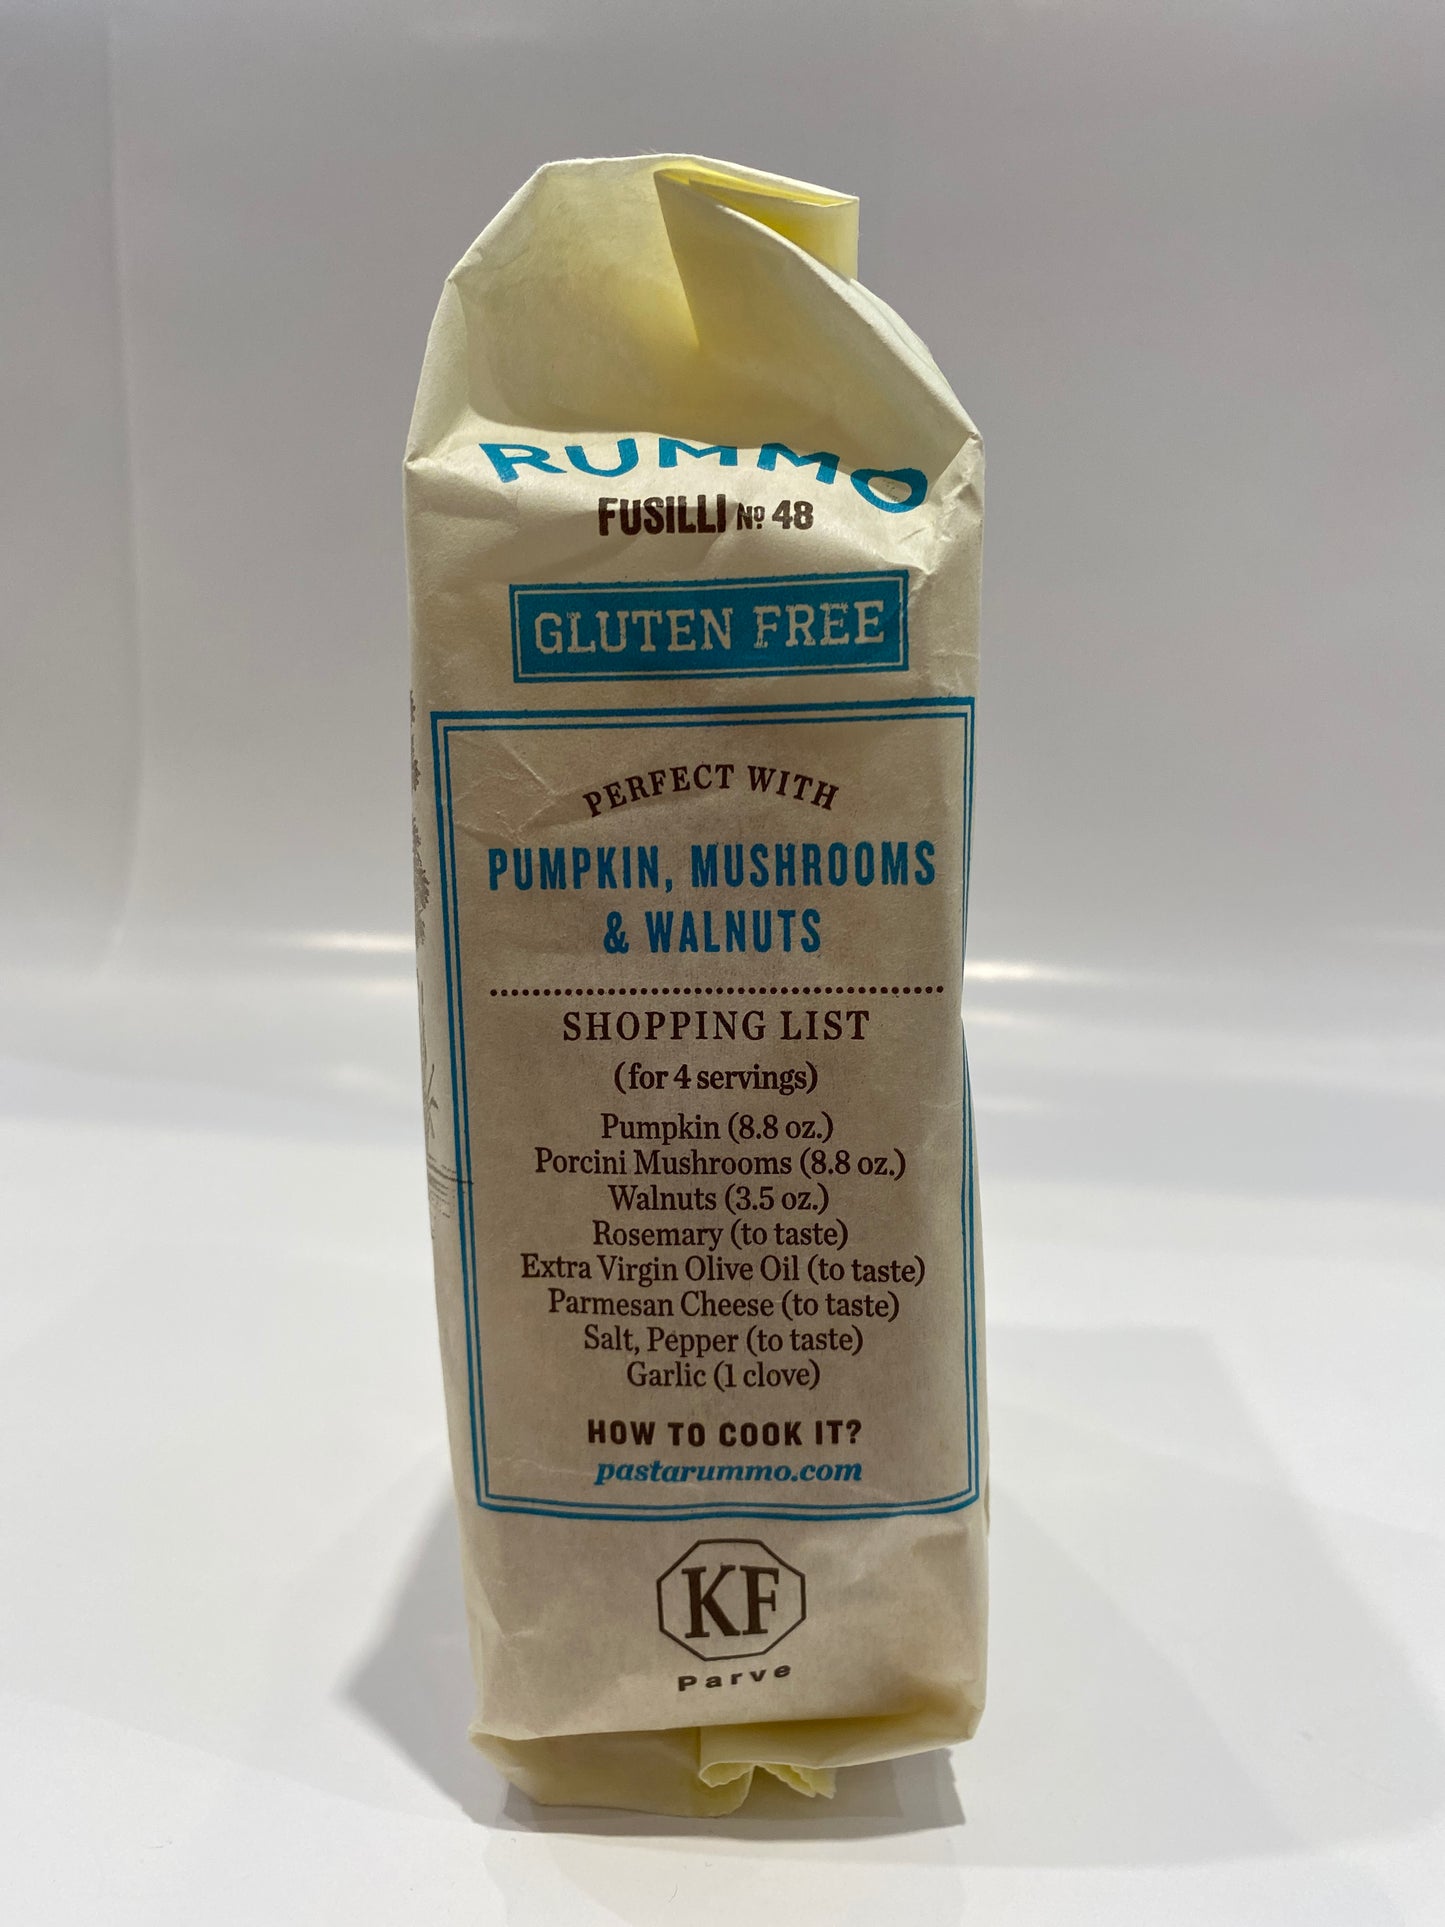 RUMMO
FUSILLI Nº 48
GLUTEN FREE
PERFECT WITH
PUMPKIN, MUSHROOMS
& WALNUTS
SHOPPING LIST
(for 4 servings)
Pumpkin (8.8 oz.)
Porcini Mushrooms (8.8 oz.)
Walnuts (3.5 oz.)
Rosemary (to taste)
Extra Virgin Olive Oil (to taste)
Parmesan Cheese (to taste)
Salt, Pepper (to taste)
Garlic (1 clove)
HOW TO COOK IT?
pastarummo.com
KF
Parve